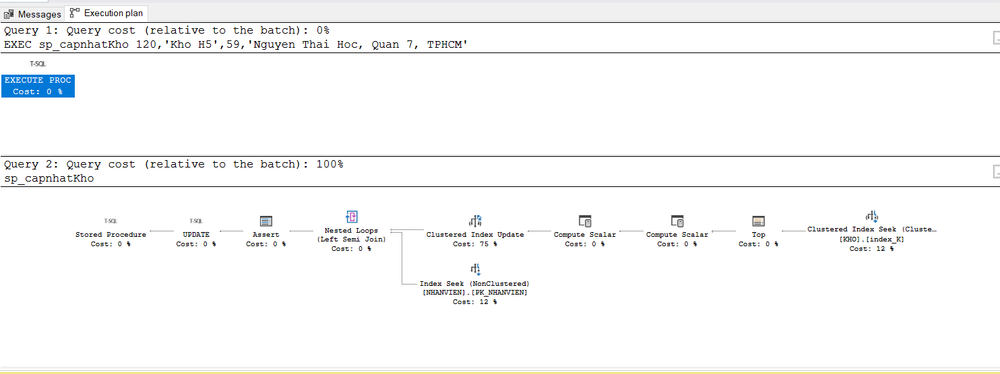 Messages Execution plan
Query 1: Query cost (relative to the batch): 0%
EXEC sp_capnhatKho 120,'Kho H5',59,'Nguyen Thai Hoc, Quan 7, TPHCM'
T-SQL
EXECUTE PROC
Cost: 0 %
Query 2: Query cost (relative to the batch): 100%
sp_capnhatKho
T-SQL
Stored Procedure
Cost: 0 %
T-SQL
UPDATE
Cost: 0 %
Assert
Cost: 0 %
Nested Loops
(Left Semi Join)
Cost: 0 %
Clustered Index Update
Cost: 75 %
Compute Scalar
Cost: 0 %
Compute Scalar
Cost: 0 %
Top
Cost: 0 %
Clustered Index Seek (Cluste…
[KHO].[index_K]
Cost: 12 %
Index Seek (NonClustered)
[NHANVIEN].[PK_NHANVIEN]
Cost: 12 %